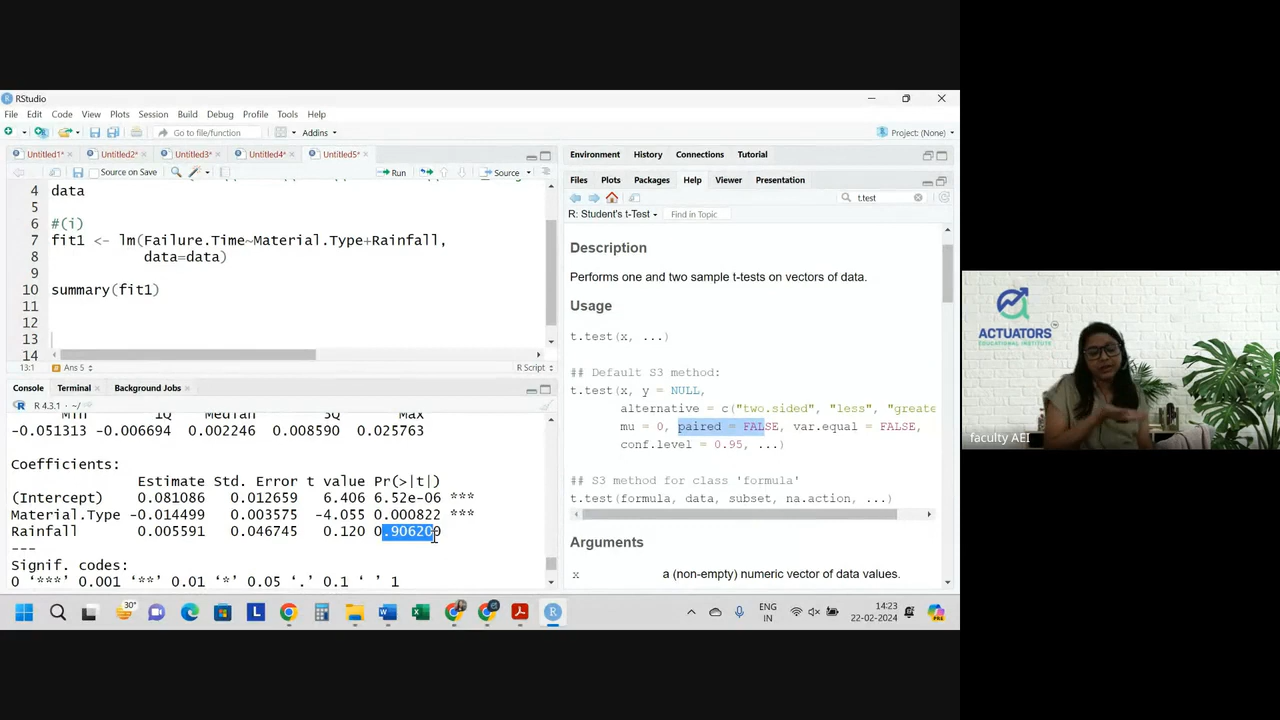 RStudio
File Edit Code View Plots Session Build Debug Profile Tools Help
Go to file/function
Addins
Project: (None)
Untitled1* × Untitled2* × Untitled3* × Untitled4* × Untitled5* ×
Source on Save
Run
Source
4 data
5
6 #(i)
7 fit1 <- lm(Failure.Time~Material.Type+Rainfall,
8 data=data)
9
10 summary(fit1)
11
12
13
14
13:1
Ans 5
R Script
Console Terminal × Background Jobs ×
R 4.3.1 · ~/
Min 1Q Median 3Q Max
-0.051313 -0.006694 0.002246 0.008590 0.025763
Coefficients:
Estimate Std. Error t value Pr(>|t|)
(Intercept) 0.081086 0.012659 6.406 6.52e-06 ***
Material.Type -0.014499 0.003575 -4.055 0.000822 ***
Rainfall 0.005591 0.046745 0.120 0.906200
---
Signif. codes:
0 ‘***’ 0.001 ‘**’ 0.01 ‘*’ 0.05 ‘.’ 0.1 ‘ ’ 1
Environment History Connections Tutorial
Files Plots Packages Help Viewer Presentation
t.test
R: Student's t-Test
Find in Topic
Description
Performs one and two sample t-tests on vectors of data.
Usage
t.test(x, ...)
## Default S3 method:
t.test(x, y = NULL,
alternative = c("two.sided", "less", "greate
mu = 0, paired = FALSE, var.equal = FALSE,
conf.level = 0.95, ...)
## S3 method for class 'formula'
t.test(formula, data, subset, na.action, ...)
Arguments
x a (non-empty) numeric vector of data values.
30°
ENG
IN
14:23
22-02-2024
ACTUATORS
EDUCATIONAL INSTITUTE
faculty AEI